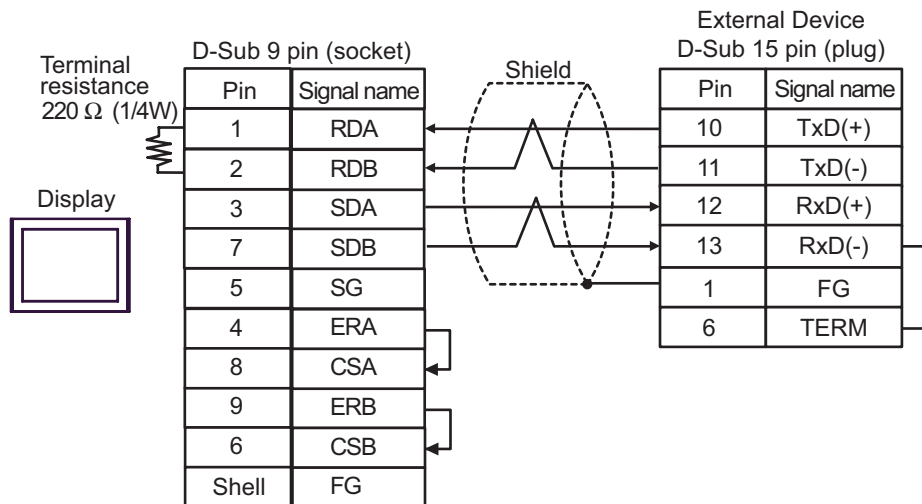 External Device
D-Sub 9 pin (socket)
D-Sub 15 pin (plug)
Terminal
resistance
220 Ω (1/4W)
Shield
Display
Pin Signal name
1 RDA
2 RDB
3 SDA
7 SDB
5 SG
4 ERA
8 CSA
9 ERB
6 CSB
Shell FG
Pin Signal name
10 TxD(+)
11 TxD(-)
12 RxD(+)
13 RxD(-)
1 FG
6 TERM